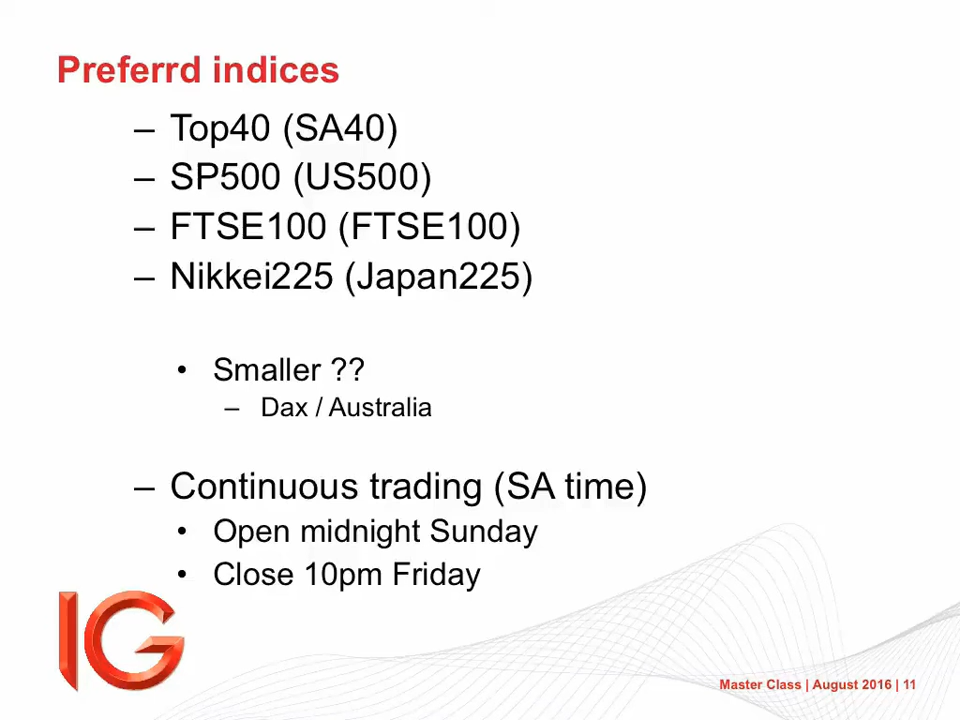 Preferrd indices
– Top40 (SA40)
– SP500 (US500)
– FTSE100 (FTSE100)
– Nikkei225 (Japan225)
• Smaller ??
– Dax / Australia
– Continuous trading (SA time)
• Open midnight Sunday
• Close 10pm Friday
IG
Master Class | August 2016 | 11